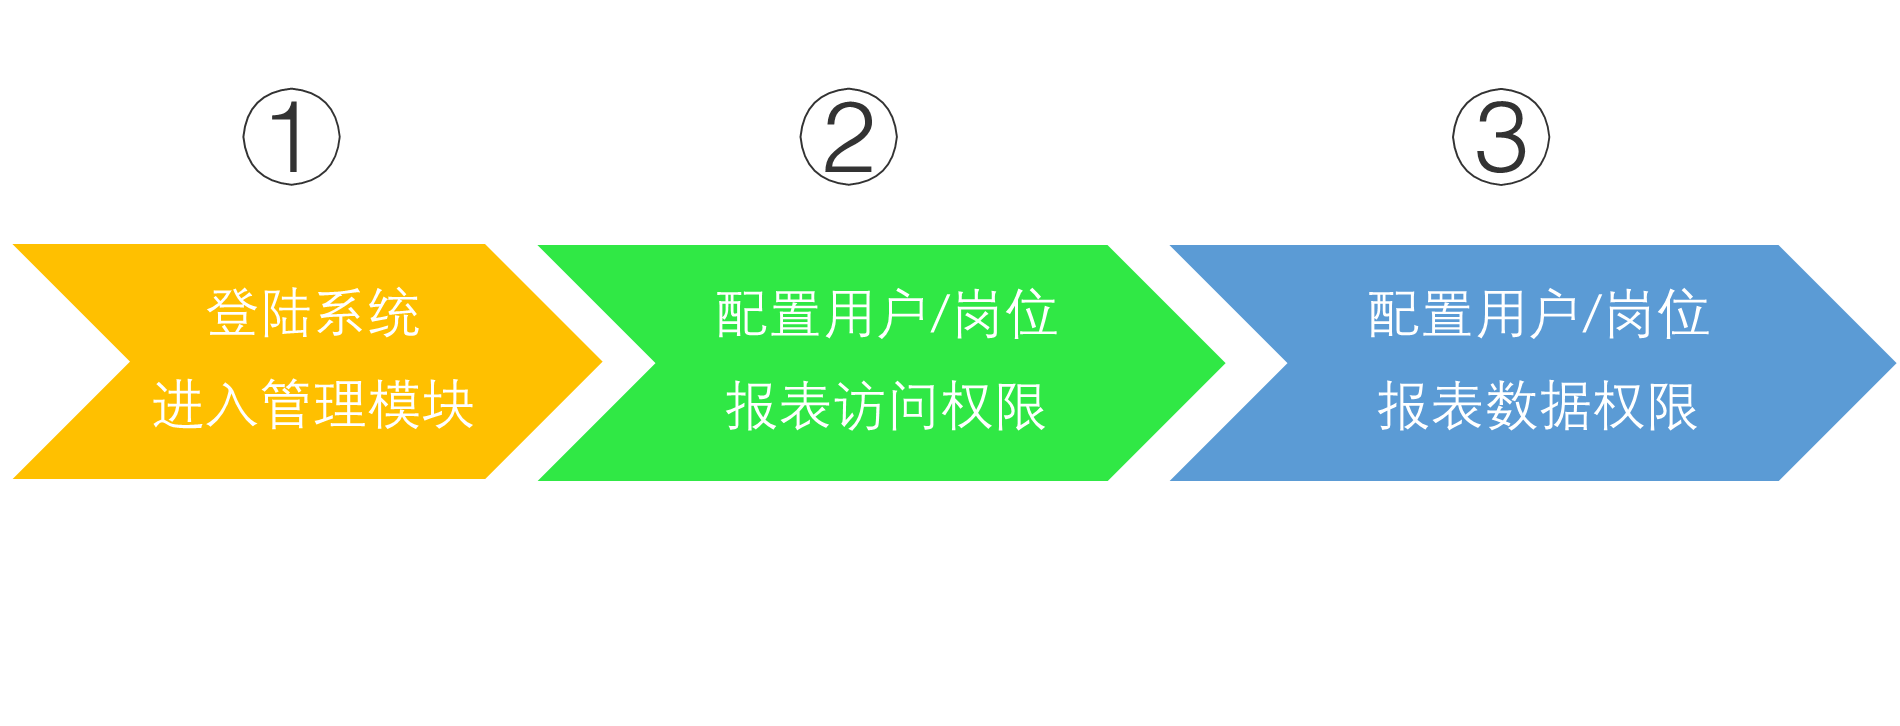 ①
②
③
登陆系统
进入管理模块
配置用户/岗位
报表访问权限
配置用户/岗位
报表数据权限